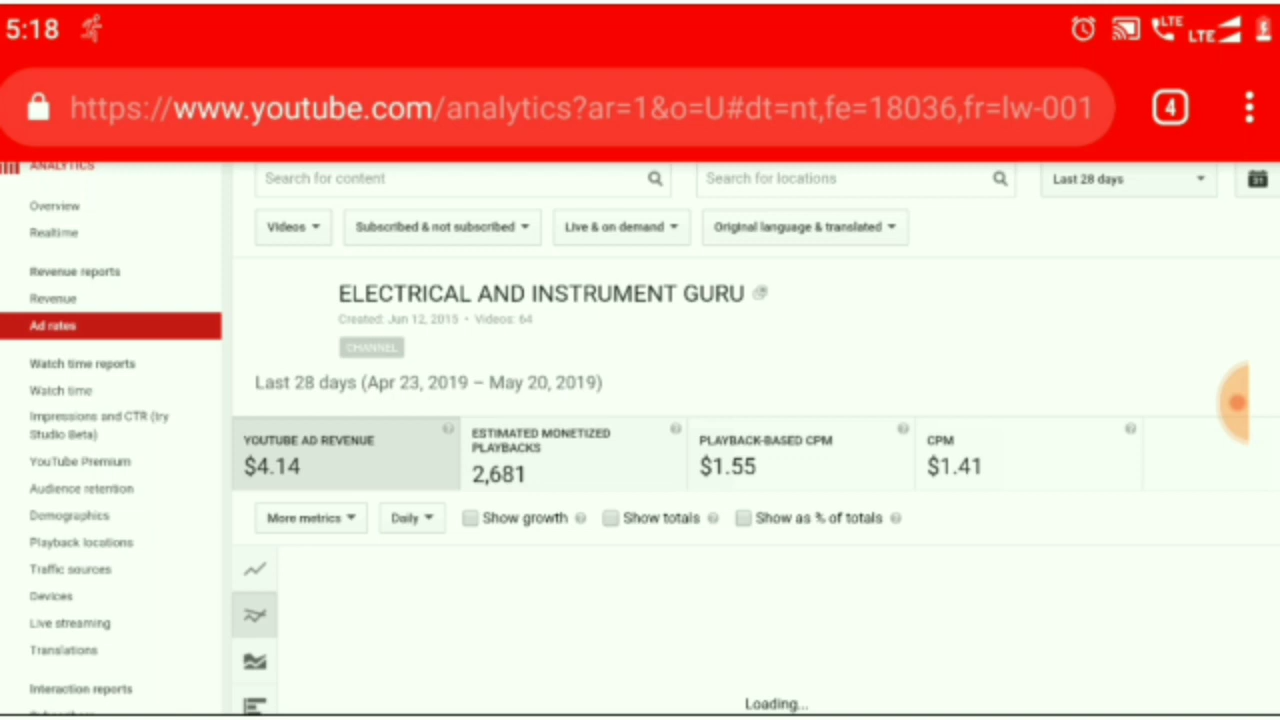 5:18
LTE
LTE
https://www.youtube.com/analytics?ar=1&o=U#dt=nt,fe=18036,fr=lw-001
4
ANALYTICS
Search for content
Search for locations
Last 28 days
Overview
Realtime
Videos
Subscribed & not subscribed
Live & on demand
Original language & translated
Revenue reports
Revenue
Ad rates
ELECTRICAL AND INSTRUMENT GURU
Created: Jun 12, 2015 • Videos: 64
CHANNEL
Last 28 days (Apr 23, 2019 – May 20, 2019)
Watch time reports
Watch time
Impressions and CTR (try
Studio Beta)
YouTube Premium
Audience retention
Demographics
Playback locations
Traffic sources
Devices
Live streaming
Translations
Interaction reports
YOUTUBE AD REVENUE
$4.14
ESTIMATED MONETIZED
PLAYBACKS
2,681
PLAYBACK-BASED CPM
$1.55
CPM
$1.41
More metrics
Daily
Show growth
Show totals
Show as % of totals
Loading...